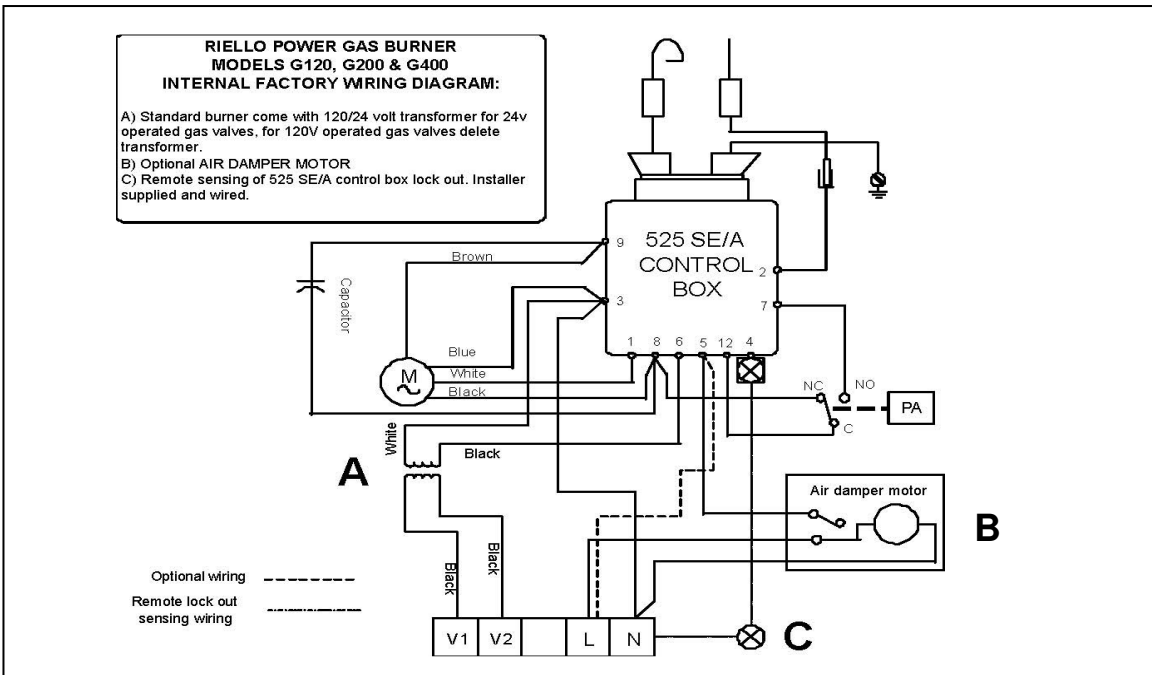 RIELLO POWER GAS BURNER
MODELS G120, G200 & G400
INTERNAL FACTORY WIRING DIAGRAM:
A) Standard burner come with 120/24 volt transformer for 24v
operated gas valves, for 120V operated gas valves delete
transformer.
B) Optional AIR DAMPER MOTOR
C) Remote sensing of 525 SE/A control box lock out. Installer
supplied and wired.
525 SE/A
CONTROL
BOX
9
3
2
7
1 8 6 5 12 4
Brown
Capacitor
Blue
White
Black
M
NC
NO
C
PA
White
Black
A
Air damper motor
B
Black
Black
Optional wiring
Remote lock out
sensing wiring
V1 V2 L N
C